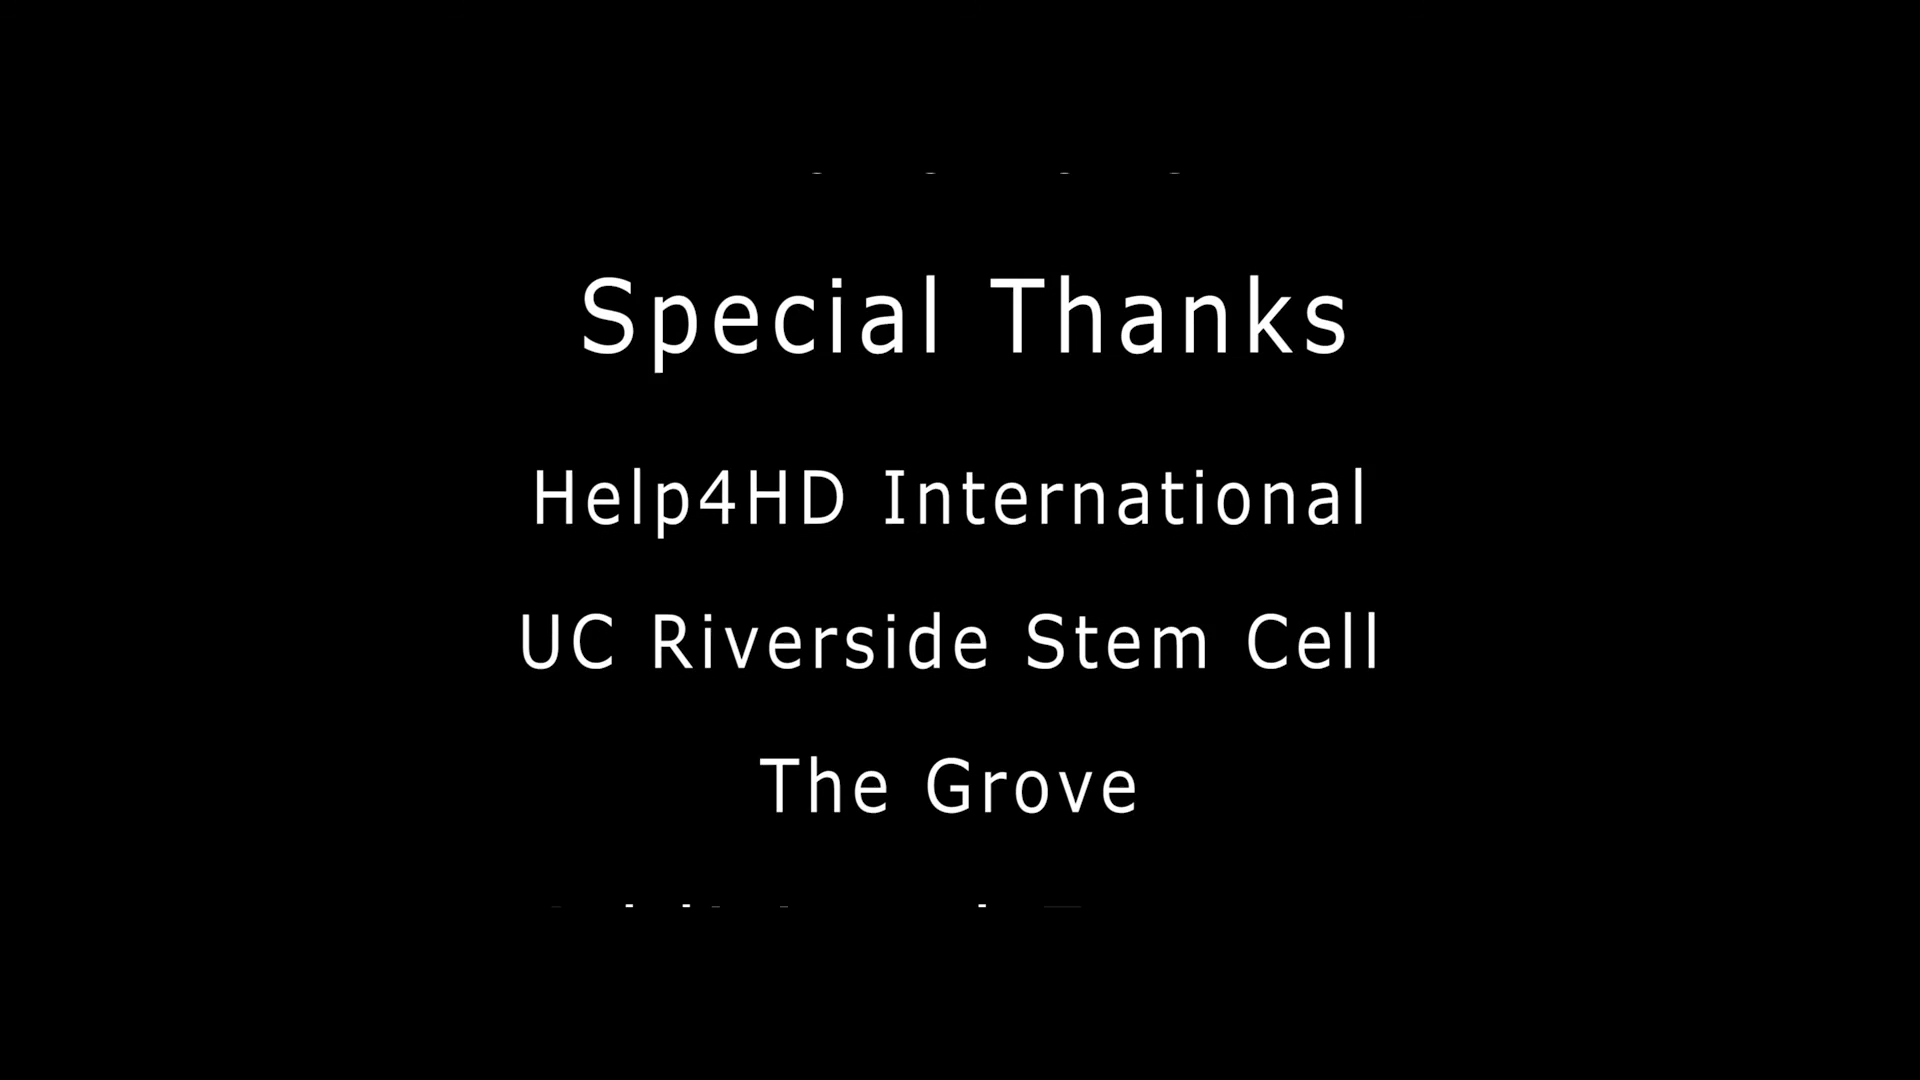 Special Thanks
Help4HD International
UC Riverside Stem Cell
The Grove